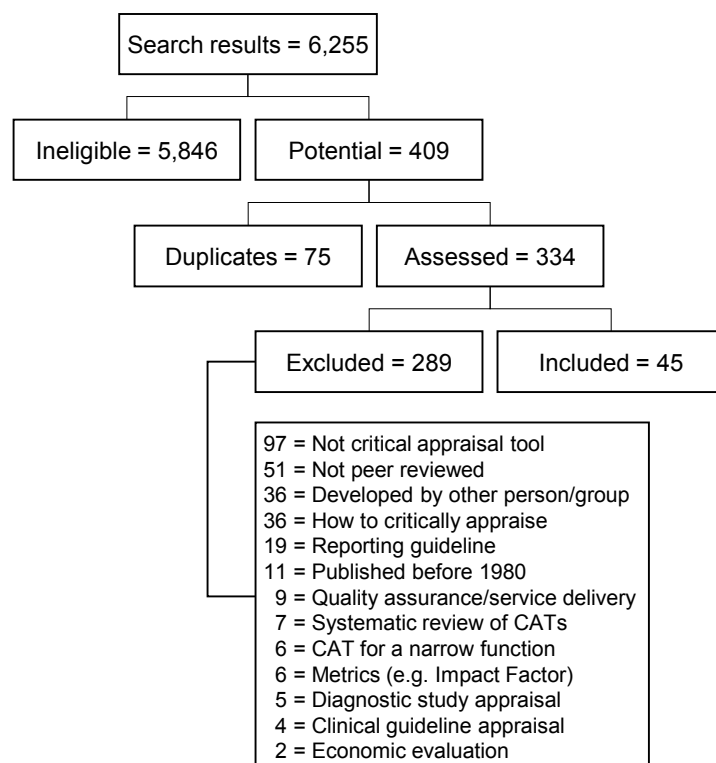 Search results = 6,255
Ineligible = 5,846
Potential = 409
Duplicates = 75
Assessed = 334
Excluded = 289
Included = 45
97 = Not critical appraisal tool
51 = Not peer reviewed
36 = Developed by other person/group
36 = How to critically appraise
19 = Reporting guideline
11 = Published before 1980
9 = Quality assurance/service delivery
7 = Systematic review of CATs
6 = CAT for a narrow function
6 = Metrics (e.g. Impact Factor)
5 = Diagnostic study appraisal
4 = Clinical guideline appraisal
2 = Economic evaluation